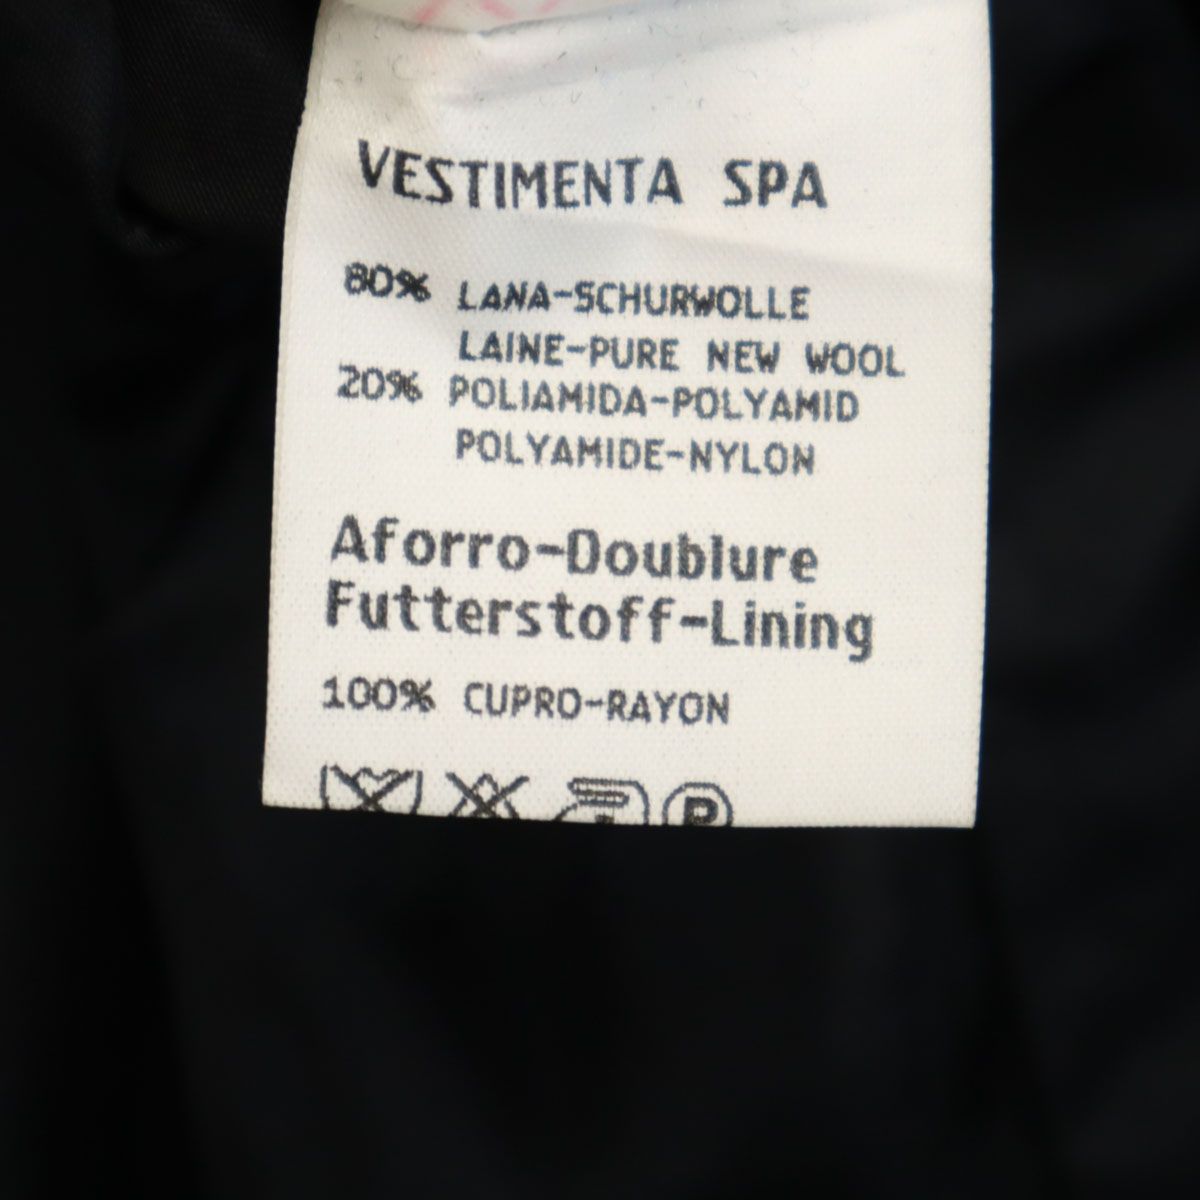 VESTIMENTA SPA
80% LANA-SCHURWOLLE
LAINE-PURE NEW WOOL
20% POLIAMIDA-POLYAMID
POLYAMIDE-NYLON
Aforro-Doublure
Futterstoff-Lining
100% CUPRO-RAYON
P